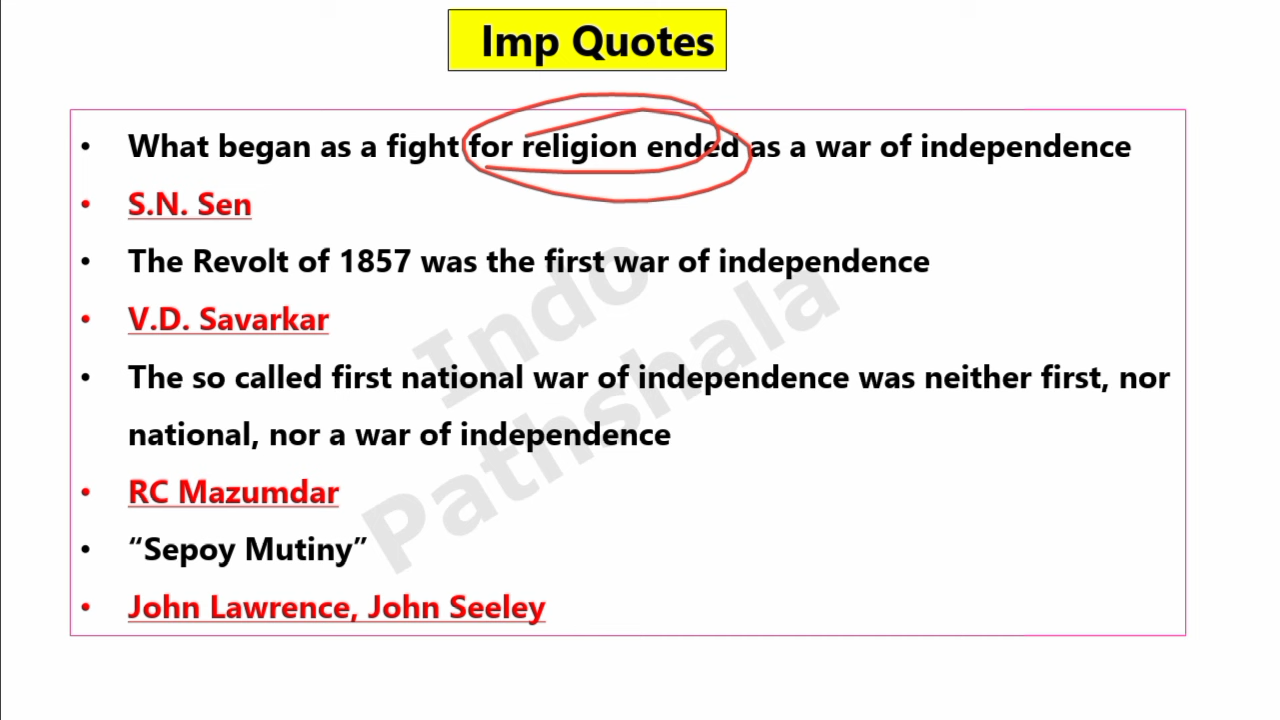 Imp Quotes
• What began as a fight for religion ended as a war of independence
• S.N. Sen
• The Revolt of 1857 was the first war of independence
• V.D. Savarkar
• The so called first national war of independence was neither first, nor
national, nor a war of independence
• RC Mazumdar
• “Sepoy Mutiny”
• John Lawrence, John Seeley
Indo
Pathshala